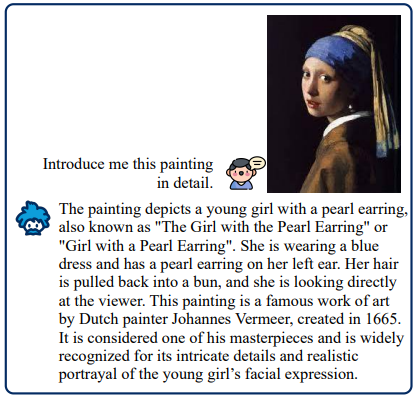 Introduce me this painting
in detail.
The painting depicts a young girl with a pearl earring,
also known as "The Girl with the Pearl Earring" or
"Girl with a Pearl Earring". She is wearing a blue
dress and has a pearl earring on her left ear. Her hair
is pulled back into a bun, and she is looking directly
at the viewer. This painting is a famous work of art
by Dutch painter Johannes Vermeer, created in 1665.
It is considered one of his masterpieces and is widely
recognized for its intricate details and realistic
portrayal of the young girl’s facial expression.